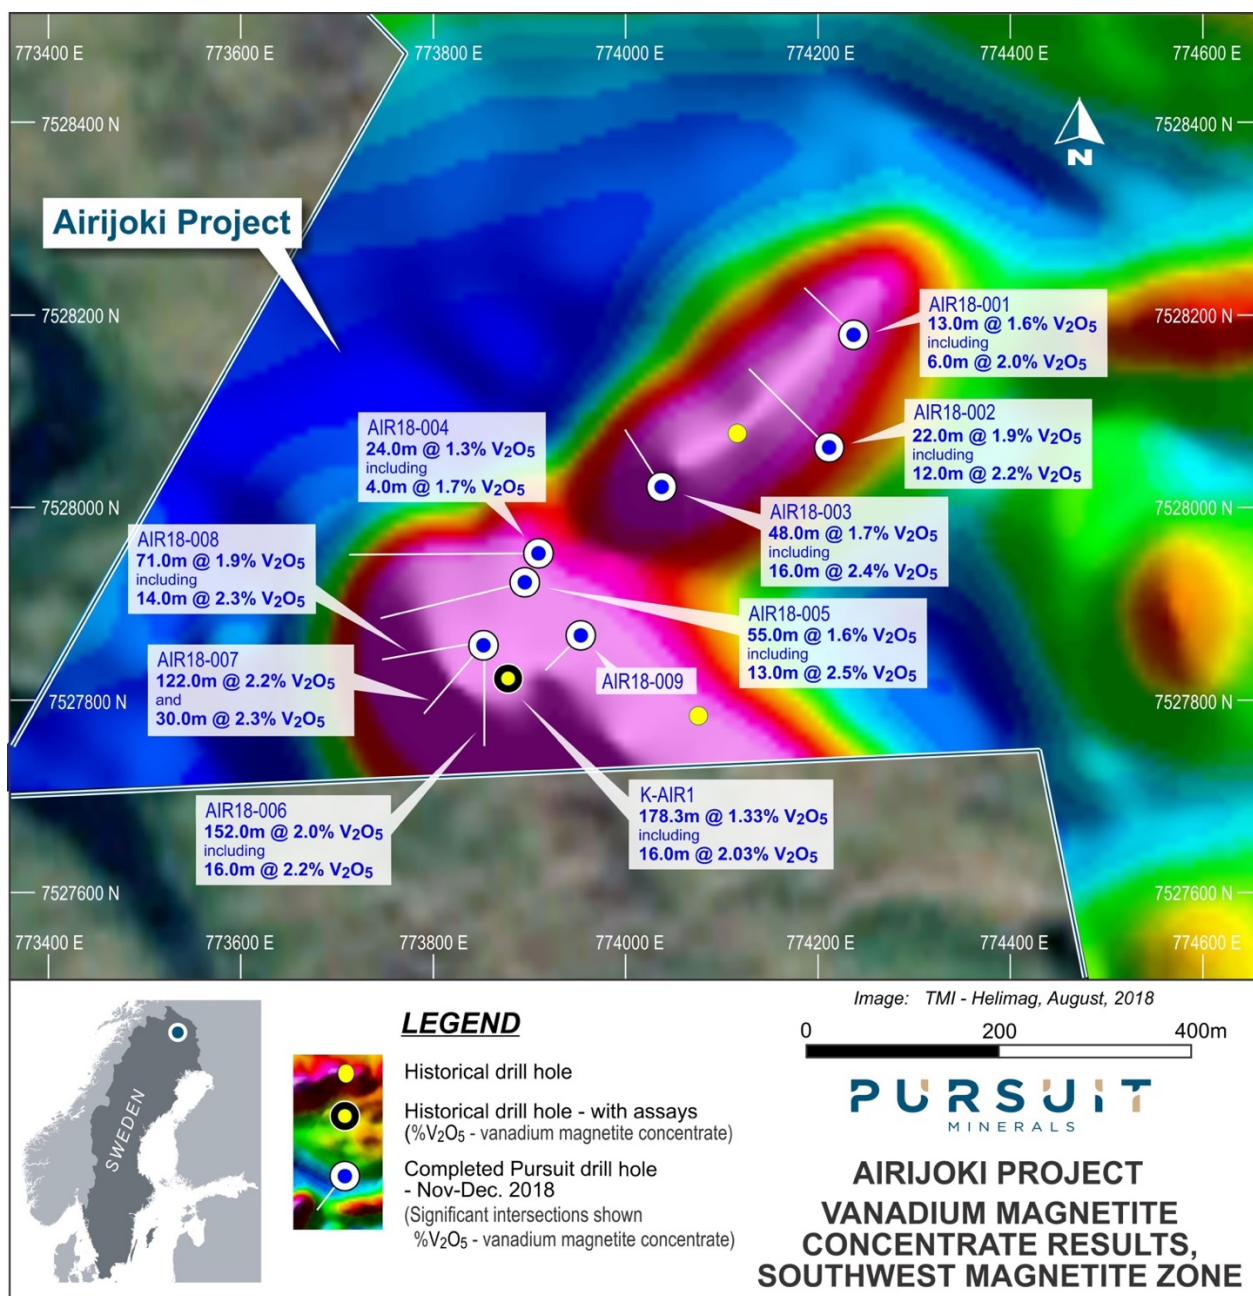 773400 E
773600 E
773800 E
774000 E
774200 E
774400 E
774600 E
7528400 N
7528400 N
N
Airijoki Project
7528200 N
7528200 N
AIR18-001
13.0m @ 1.6% V₂O₅
including
6.0m @ 2.0% V₂O₅
AIR18-002
22.0m @ 1.9% V₂O₅
including
12.0m @ 2.2% V₂O₅
AIR18-004
24.0m @ 1.3% V₂O₅
including
4.0m @ 1.7% V₂O₅
7528000 N
7528000 N
AIR18-003
48.0m @ 1.7% V₂O₅
including
16.0m @ 2.4% V₂O₅
AIR18-008
71.0m @ 1.9% V₂O₅
including
14.0m @ 2.3% V₂O₅
AIR18-005
55.0m @ 1.6% V₂O₅
including
13.0m @ 2.5% V₂O₅
AIR18-007
122.0m @ 2.2% V₂O₅
and
30.0m @ 2.3% V₂O₅
AIR18-009
7527800 N
7527800 N
AIR18-006
152.0m @ 2.0% V₂O₅
including
16.0m @ 2.2% V₂O₅
K-AIR1
178.3m @ 1.33% V₂O₅
including
16.0m @ 2.03% V₂O₅
7527600 N
7527600 N
773400 E
773600 E
773800 E
774000 E
774200 E
774400 E
774600 E
SWEDEN
LEGEND
Historical drill hole
Historical drill hole - with assays
(%V₂O₅ - vanadium magnetite concentrate)
Completed Pursuit drill hole
- Nov-Dec. 2018
(Significant intersections shown
%V₂O₅ - vanadium magnetite concentrate)
Image: TMI - Helimag, August, 2018
0 200 400m
PURSUIT
MINERALS
AIRIJOKI PROJECT
VANADIUM MAGNETITE
CONCENTRATE RESULTS,
SOUTHWEST MAGNETITE ZONE